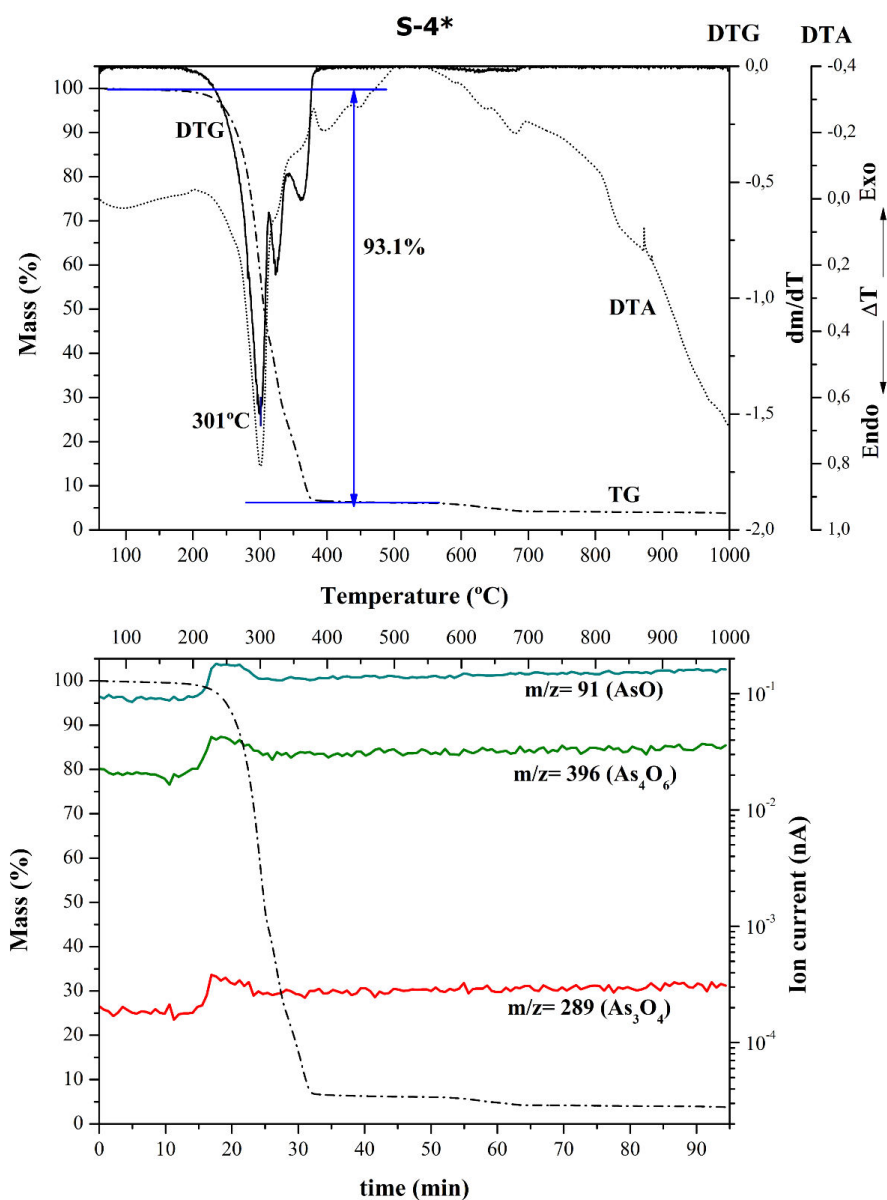 S-4*
DTG
DTA
100
90
80
70
60
50
40
30
20
10
0
Mass (%)
DTG
93.1%
301ºC
DTA
TG
0,0
-0,5
-1,0
-1,5
-2,0
dm/dT
-0,4
-0,2
0,0
0,2
0,4
0,6
0,8
1,0
Exo
ΔT
Endo
100 200 300 400 500 600 700 800 900 1000
Temperature (ºC)
100 200 300 400 500 600 700 800 900 1000
100
90
80
70
60
50
40
30
20
10
0
Mass (%)
m/z= 91 (AsO)
m/z= 396 (As₄O₆)
m/z= 289 (As₃O₄)
10⁻¹
10⁻²
10⁻³
10⁻⁴
Ion current (nA)
0 10 20 30 40 50 60 70 80 90
time (min)